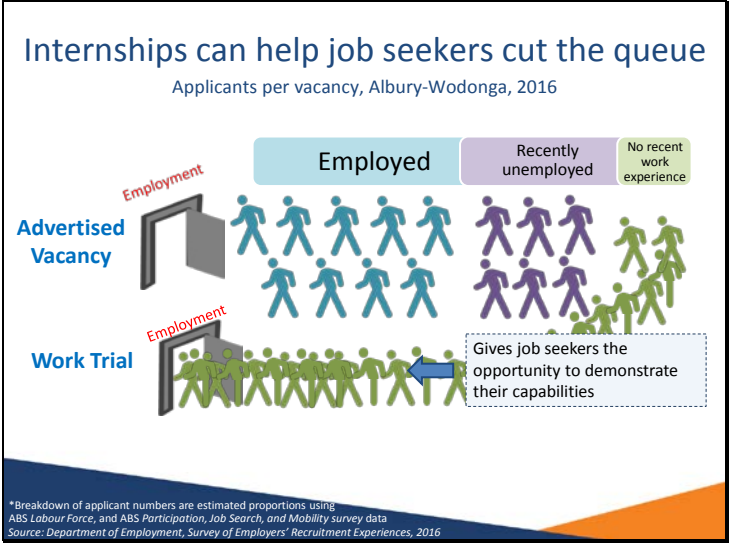 Internships can help job seekers cut the queue
Applicants per vacancy, Albury-Wodonga, 2016
Employed
Recently
unemployed
No recent
work
experience
Employment
Advertised
Vacancy
Employment
Work Trial
Gives job seekers the
opportunity to demonstrate
their capabilities
*Breakdown of applicant numbers are estimated proportions using
ABS Labour Force, and ABS Participation, Job Search, and Mobility survey data
Source: Department of Employment, Survey of Employers' Recruitment Experiences, 2016